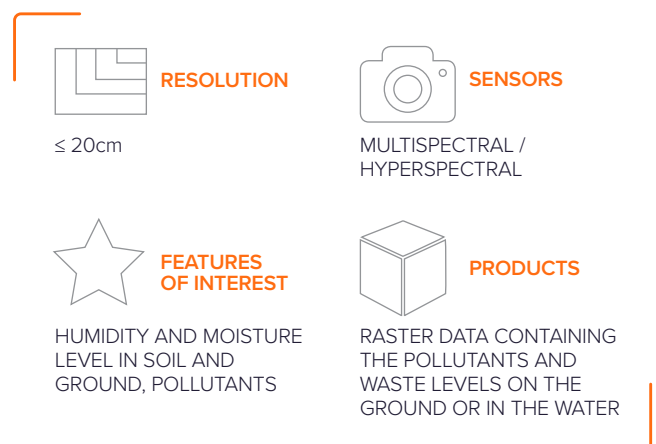 RESOLUTION
≤ 20cm
SENSORS
MULTISPECTRAL /
HYPERSPECTRAL
FEATURES
OF INTEREST
HUMIDITY AND MOISTURE
LEVEL IN SOIL AND
GROUND, POLLUTANTS
PRODUCTS
RASTER DATA CONTAINING
THE POLLUTANTS AND
WASTE LEVELS ON THE
GROUND OR IN THE WATER